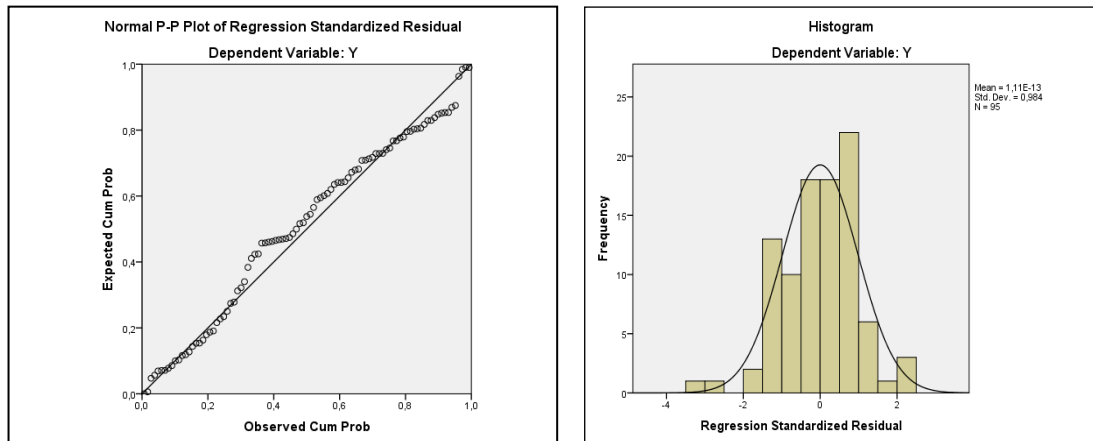 Normal P-P Plot of Regression Standardized Residual
Dependent Variable: Y
1,0
0,8
0,6
0,4
0,2
0,0
Expected Cum Prob
0,0 0,2 0,4 0,6 0,8 1,0
Observed Cum Prob
Histogram
Dependent Variable: Y
Mean = 1,11E-13
Std. Dev. = 0,984
N = 95
25
20
15
10
5
0
Frequency
-4 -2 0 2
Regression Standardized Residual